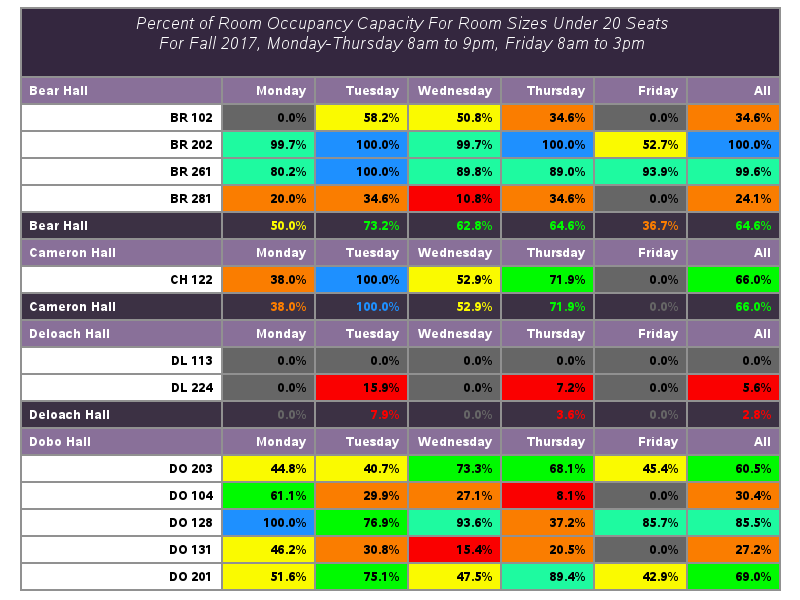 Percent of Room Occupancy Capacity For Room Sizes Under 20 Seats
For Fall 2017, Monday-Thursday 8am to 9pm, Friday 8am to 3pm
Bear Hall Monday Tuesday Wednesday Thursday Friday All
BR 102 0.0% 58.2% 50.8% 34.6% 0.0% 34.6%
BR 202 99.7% 100.0% 99.7% 100.0% 52.7% 100.0%
BR 261 80.2% 100.0% 89.8% 89.0% 93.9% 99.6%
BR 281 20.0% 34.6% 10.8% 34.6% 0.0% 24.1%
Bear Hall 50.0% 73.2% 62.8% 64.6% 36.7% 64.6%
Cameron Hall Monday Tuesday Wednesday Thursday Friday All
CH 122 38.0% 100.0% 52.9% 71.9% 0.0% 66.0%
Cameron Hall 38.0% 100.0% 52.9% 71.9% 0.0% 66.0%
Deloach Hall Monday Tuesday Wednesday Thursday Friday All
DL 113 0.0% 0.0% 0.0% 0.0% 0.0% 0.0%
DL 224 0.0% 15.9% 0.0% 7.2% 0.0% 5.6%
Deloach Hall 0.0% 7.9% 0.0% 3.6% 0.0% 2.8%
Dobo Hall Monday Tuesday Wednesday Thursday Friday All
DO 203 44.8% 40.7% 73.3% 68.1% 45.4% 60.5%
DO 104 61.1% 29.9% 27.1% 8.1% 0.0% 30.4%
DO 128 100.0% 76.9% 93.6% 37.2% 85.7% 85.5%
DO 131 46.2% 30.8% 15.4% 20.5% 0.0% 27.2%
DO 201 51.6% 75.1% 47.5% 89.4% 42.9% 69.0%